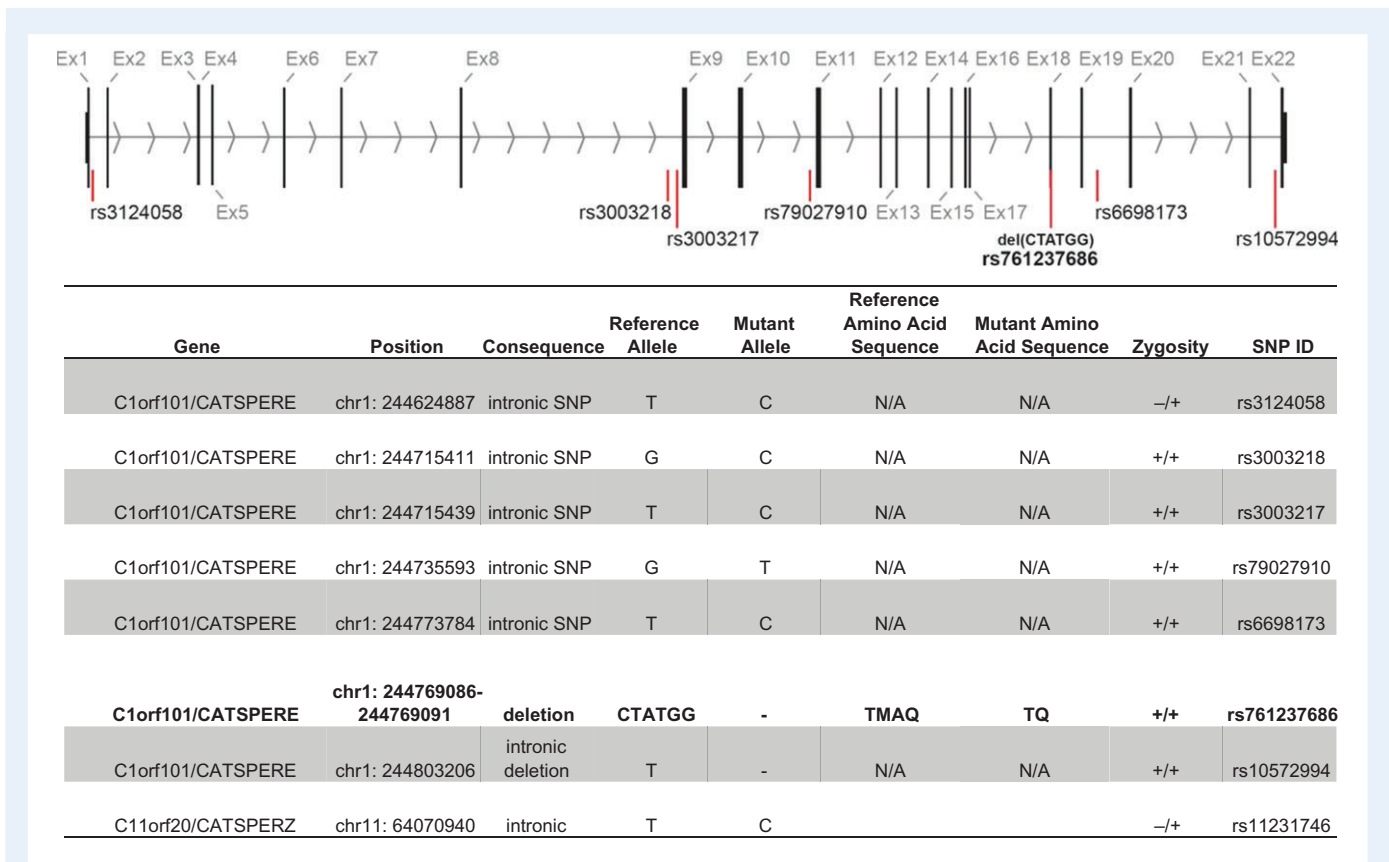 Ex1 Ex2 Ex3 Ex4 Ex6 Ex7 Ex8 Ex9 Ex10 Ex11 Ex12 Ex14 Ex16 Ex18 Ex19 Ex20 Ex21 Ex22
rs3124058 Ex5 rs3003218 rs79027910 Ex13 Ex15 Ex17 rs6698173
rs3003217 del(CTATGG) rs10572994
rs761237686
Reference
Reference Mutant Amino Acid Mutant Amino
Gene Position Consequence Allele Allele Sequence Acid Sequence Zygosity SNP ID
C1orf101/CATSPERE chr1: 244624887 intronic SNP T C N/A N/A –/+ rs3124058
C1orf101/CATSPERE chr1: 244715411 intronic SNP G C N/A N/A +/+ rs3003218
C1orf101/CATSPERE chr1: 244715439 intronic SNP T C N/A N/A +/+ rs3003217
C1orf101/CATSPERE chr1: 244735593 intronic SNP G T N/A N/A +/+ rs79027910
C1orf101/CATSPERE chr1: 244773784 intronic SNP T C N/A N/A +/+ rs6698173
chr1: 244769086-
C1orf101/CATSPERE 244769091 deletion CTATGG - TMAQ TQ +/+ rs761237686
intronic
C1orf101/CATSPERE chr1: 244803206 deletion T - N/A N/A +/+ rs10572994
C11orf20/CATSPERZ chr11: 64070940 intronic T C –/+ rs11231746